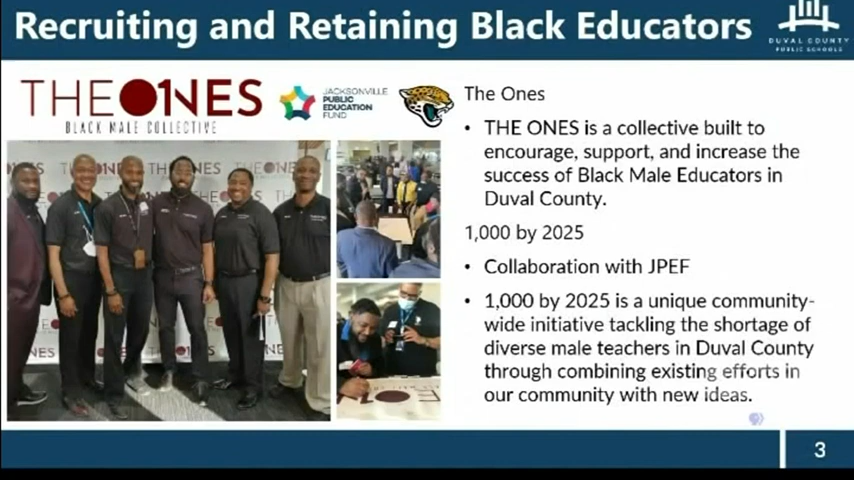 Recruiting and Retaining Black Educators
DUVAL COUNTY
PUBLIC SCHOOLS
THE ONES
BLACK MALE COLLECTIVE
JACKSONVILLE
PUBLIC
EDUCATION
FUND
The Ones
• THE ONES is a collective built to
encourage, support, and increase the
success of Black Male Educators in
Duval County.
1,000 by 2025
• Collaboration with JPEF
• 1,000 by 2025 is a unique community-
wide initiative tackling the shortage of
diverse male teachers in Duval County
through combining existing efforts in
our community with new ideas.
3